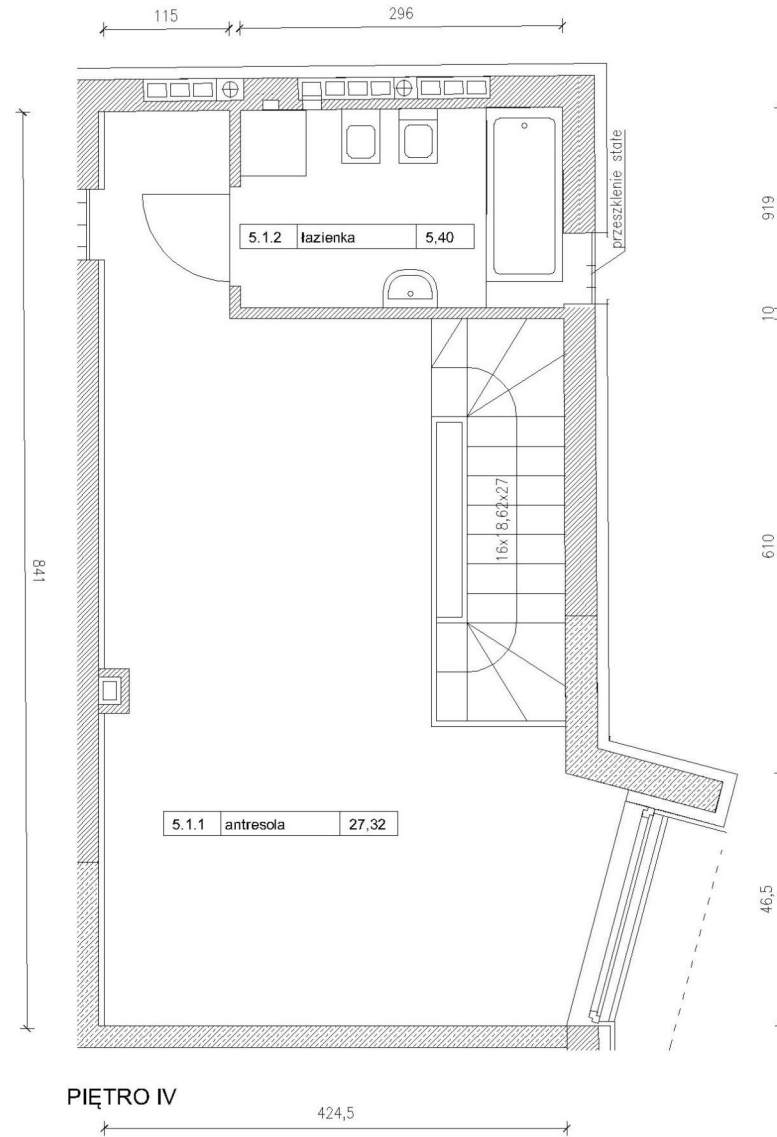 115
296
919
przeszklenie stałe
5.1.2 łazienka 5,40
10
16x18,62x27
610
841
5.1.1 antresola 27,32
46,5
PIĘTRO IV
424,5